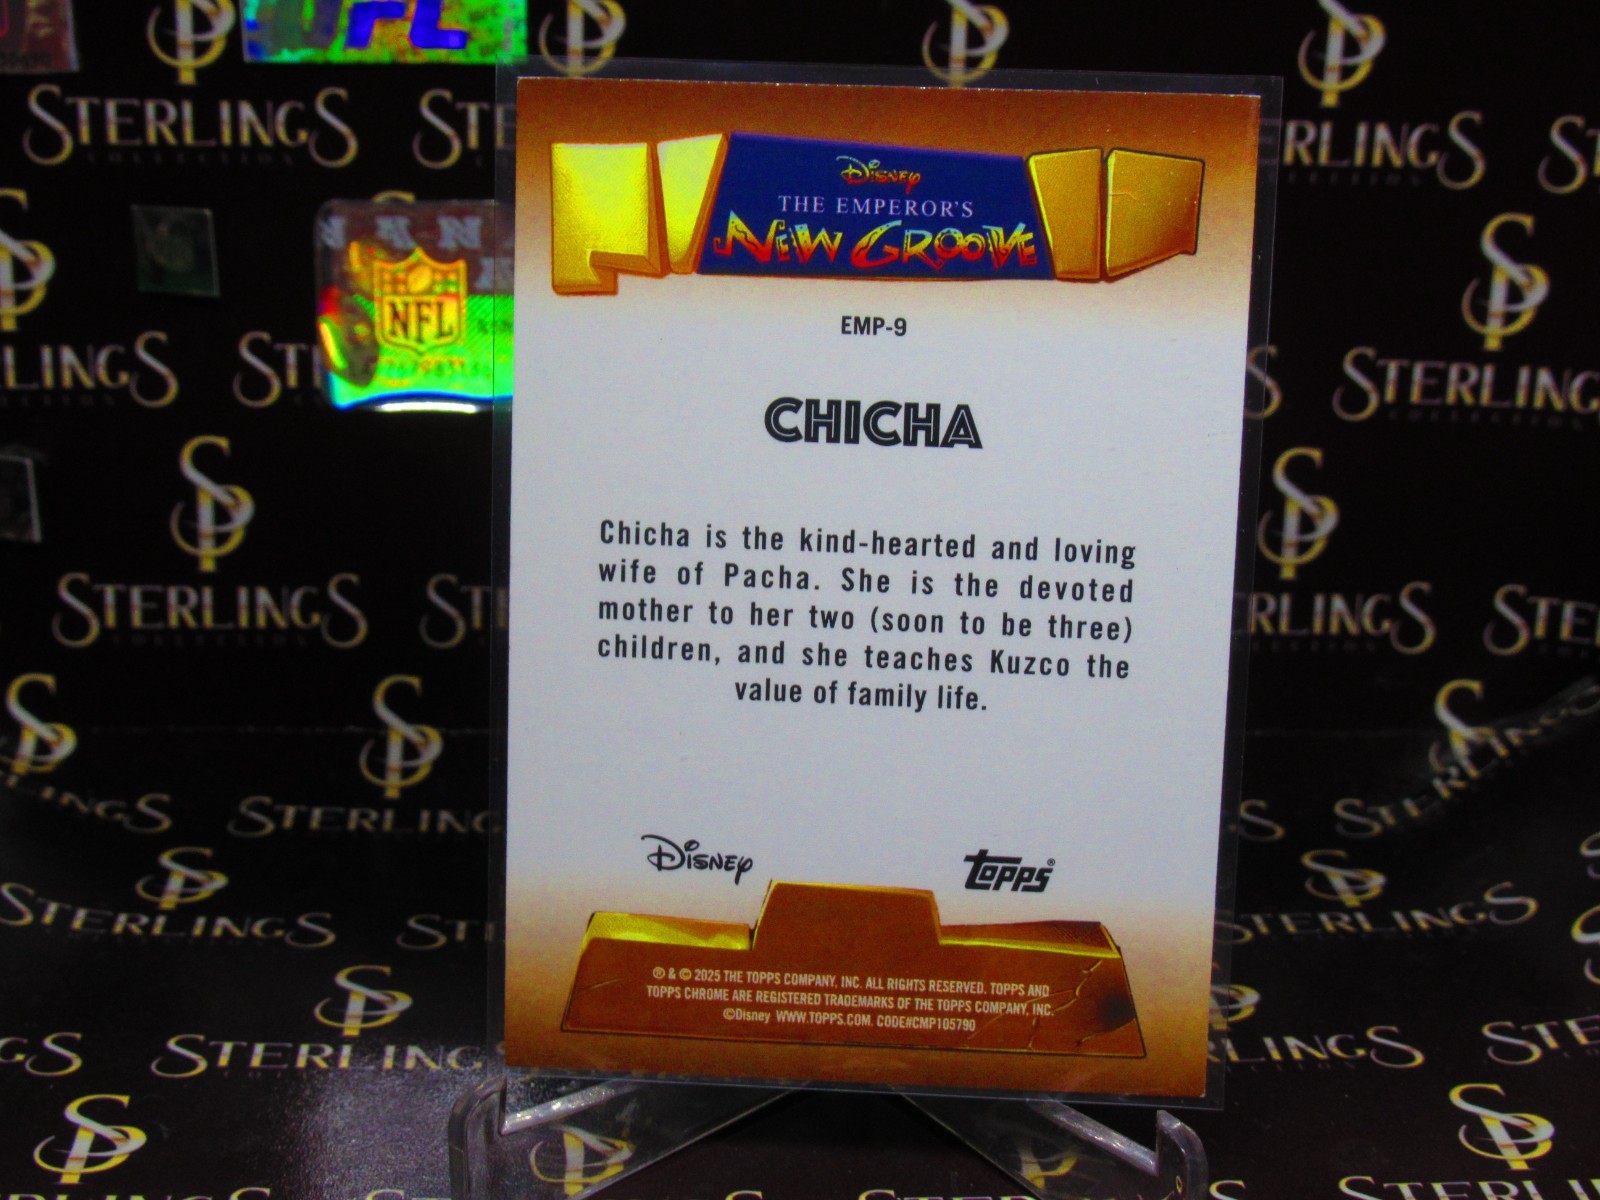 Disney
THE EMPEROR'S
NEW GROOVE
EMP-9
CHICHA
Chicha is the kind-hearted and loving
wife of Pacha. She is the devoted
mother to her two (soon to be three)
children, and she teaches Kuzco the
value of family life.
Disney
topps®
® & © 2025 THE TOPPS COMPANY, INC. ALL RIGHTS RESERVED. TOPPS AND
TOPPS CHROME ARE REGISTERED TRADEMARKS OF THE TOPPS COMPANY, INC.
©Disney WWW.TOPPS.COM. CODE#CMP105790
NFL
STERLINGS
COLLECTION
STERLINGS
COLLECTION
STERLINGS
STERLINGS
STERLINGS
STERLINGS
STERLINGS